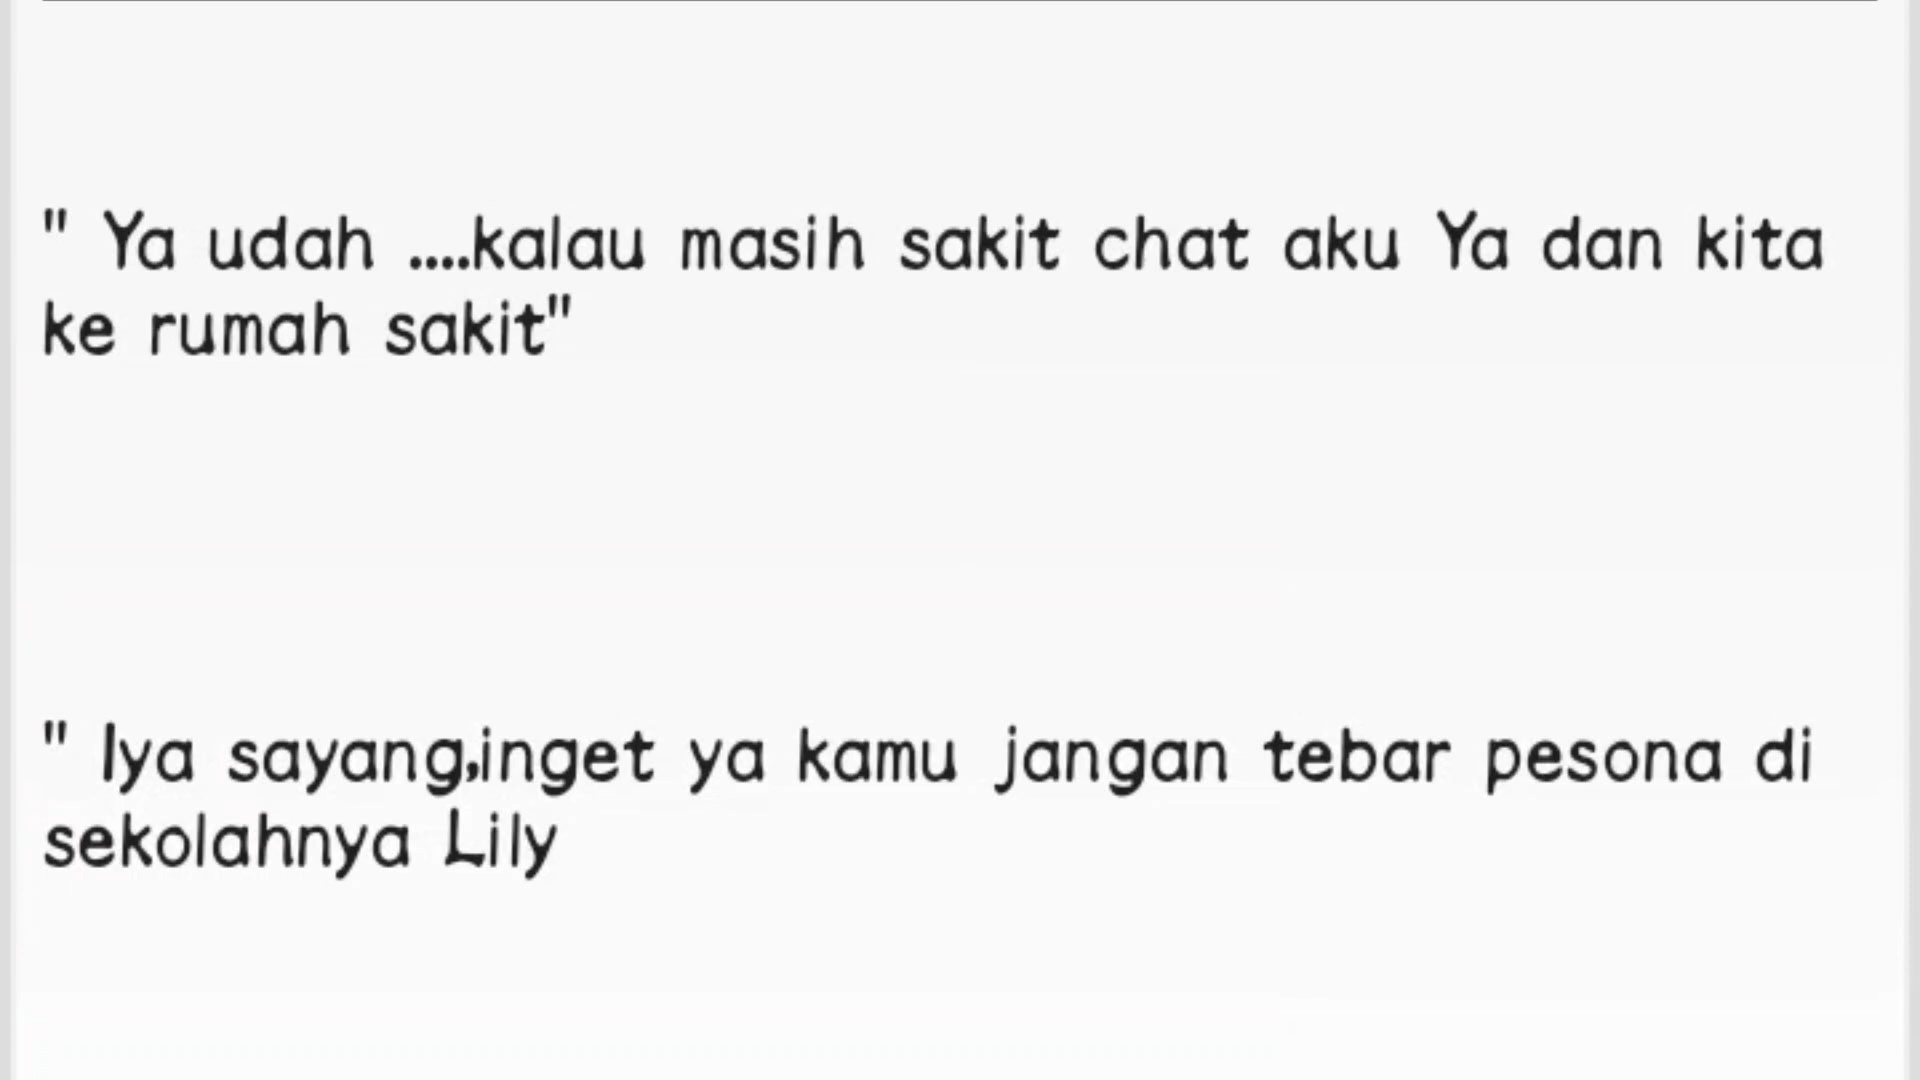 " Ya udah ....kalau masih sakit chat aku Ya dan kita
ke rumah sakit"
" Iya sayang,inget ya kamu jangan tebar pesona di
sekolahnya Lily